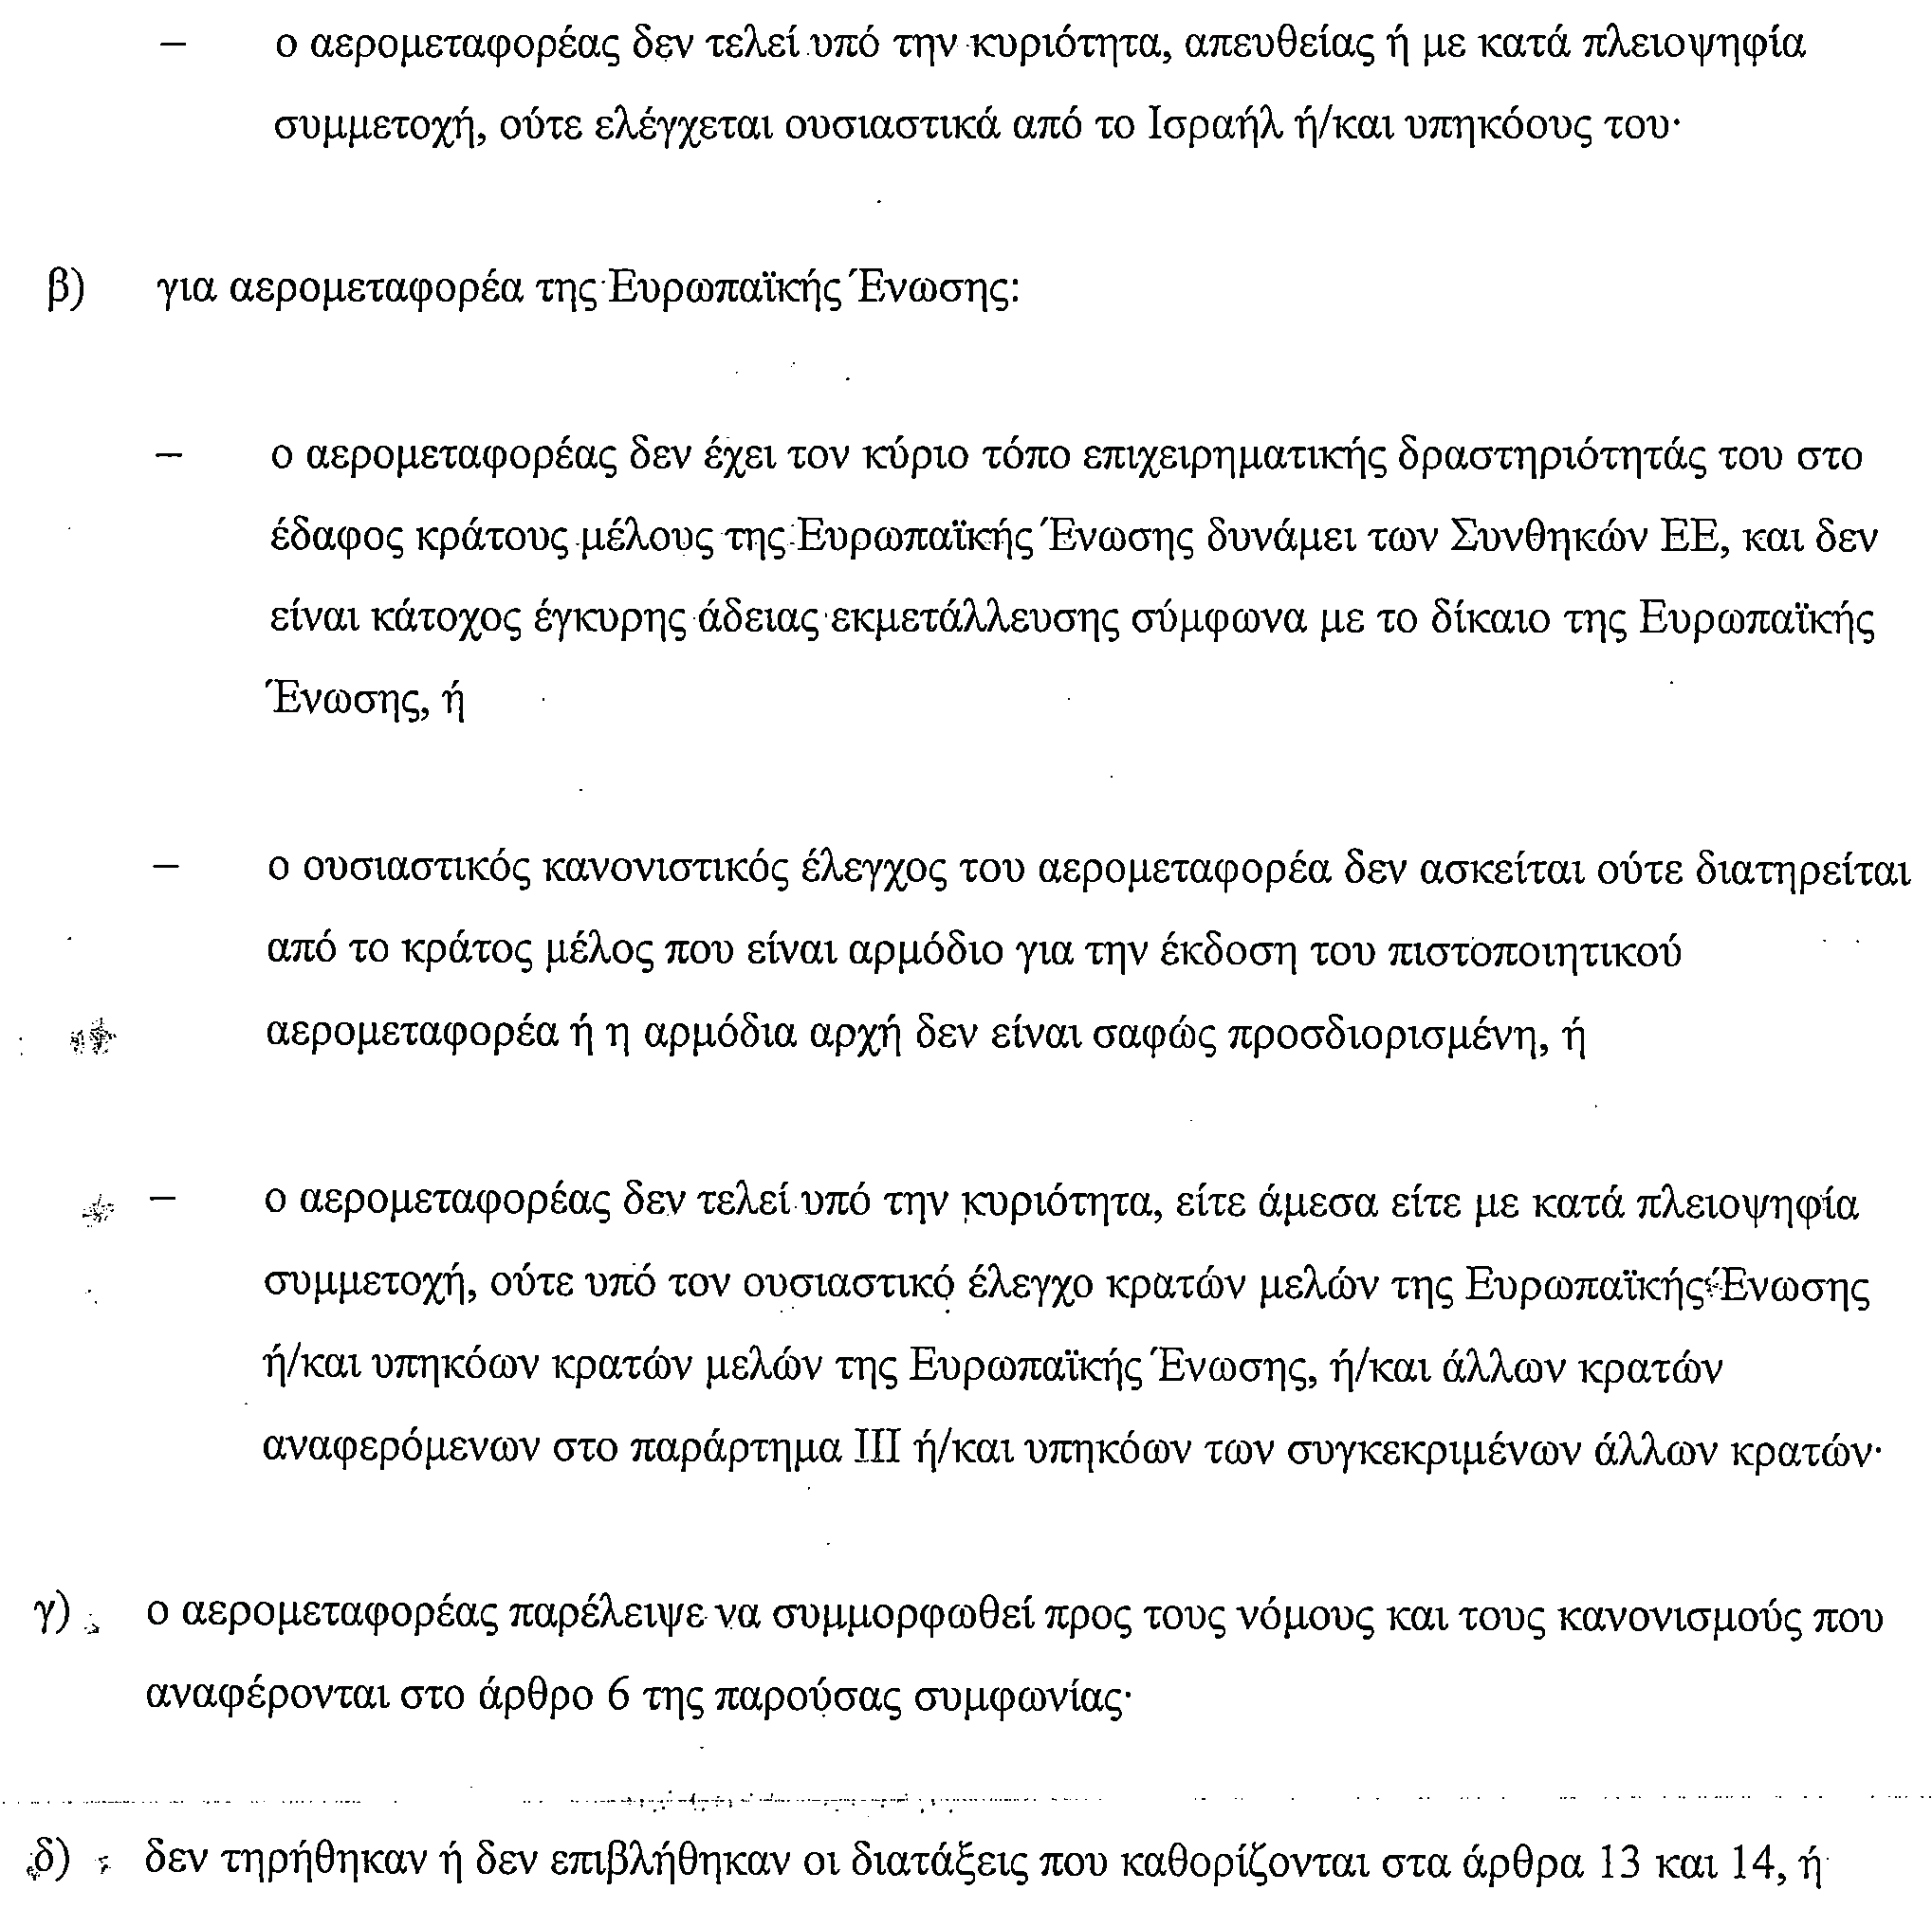 – ο αερομεταφορέας δεν τελεί υπό την κυριότητα, απευθείας ή με κατά πλειοψηφία
συμμετοχή, ούτε ελέγχεται ουσιαστικά από το Ισραήλ ή/και υπηκόους του·
β) για αερομεταφορέα της Ευρωπαϊκής Ένωσης:
– ο αερομεταφορέας δεν έχει τον κύριο τόπο επιχειρηματικής δραστηριότητάς του στο
έδαφος κράτους μέλους της Ευρωπαϊκής Ένωσης δυνάμει των Συνθηκών ΕΕ, και δεν
είναι κάτοχος έγκυρης άδειας εκμετάλλευσης σύμφωνα με το δίκαιο της Ευρωπαϊκής
Ένωσης, ή
– ο ουσιαστικός κανονιστικός έλεγχος του αερομεταφορέα δεν ασκείται ούτε διατηρείται
από το κράτος μέλος που είναι αρμόδιο για την έκδοση του πιστοποιητικού
αερομεταφορέα ή η αρμόδια αρχή δεν είναι σαφώς προσδιορισμένη, ή
– ο αερομεταφορέας δεν τελεί υπό την κυριότητα, είτε άμεσα είτε με κατά πλειοψηφία
συμμετοχή, ούτε υπό τον ουσιαστικό έλεγχο κρατών μελών της Ευρωπαϊκής Ένωσης
ή/και υπηκόων κρατών μελών της Ευρωπαϊκής Ένωσης, ή/και άλλων κρατών
αναφερόμενων στο παράρτημα III ή/και υπηκόων των συγκεκριμένων άλλων κρατών·
γ) ο αερομεταφορέας παρέλειψε να συμμορφωθεί προς τους νόμους και τους κανονισμούς που
αναφέρονται στο άρθρο 6 της παρούσας συμφωνίας·
δ) δεν τηρήθηκαν ή δεν επιβλήθηκαν οι διατάξεις που καθορίζονται στα άρθρα 13 και 14, ή